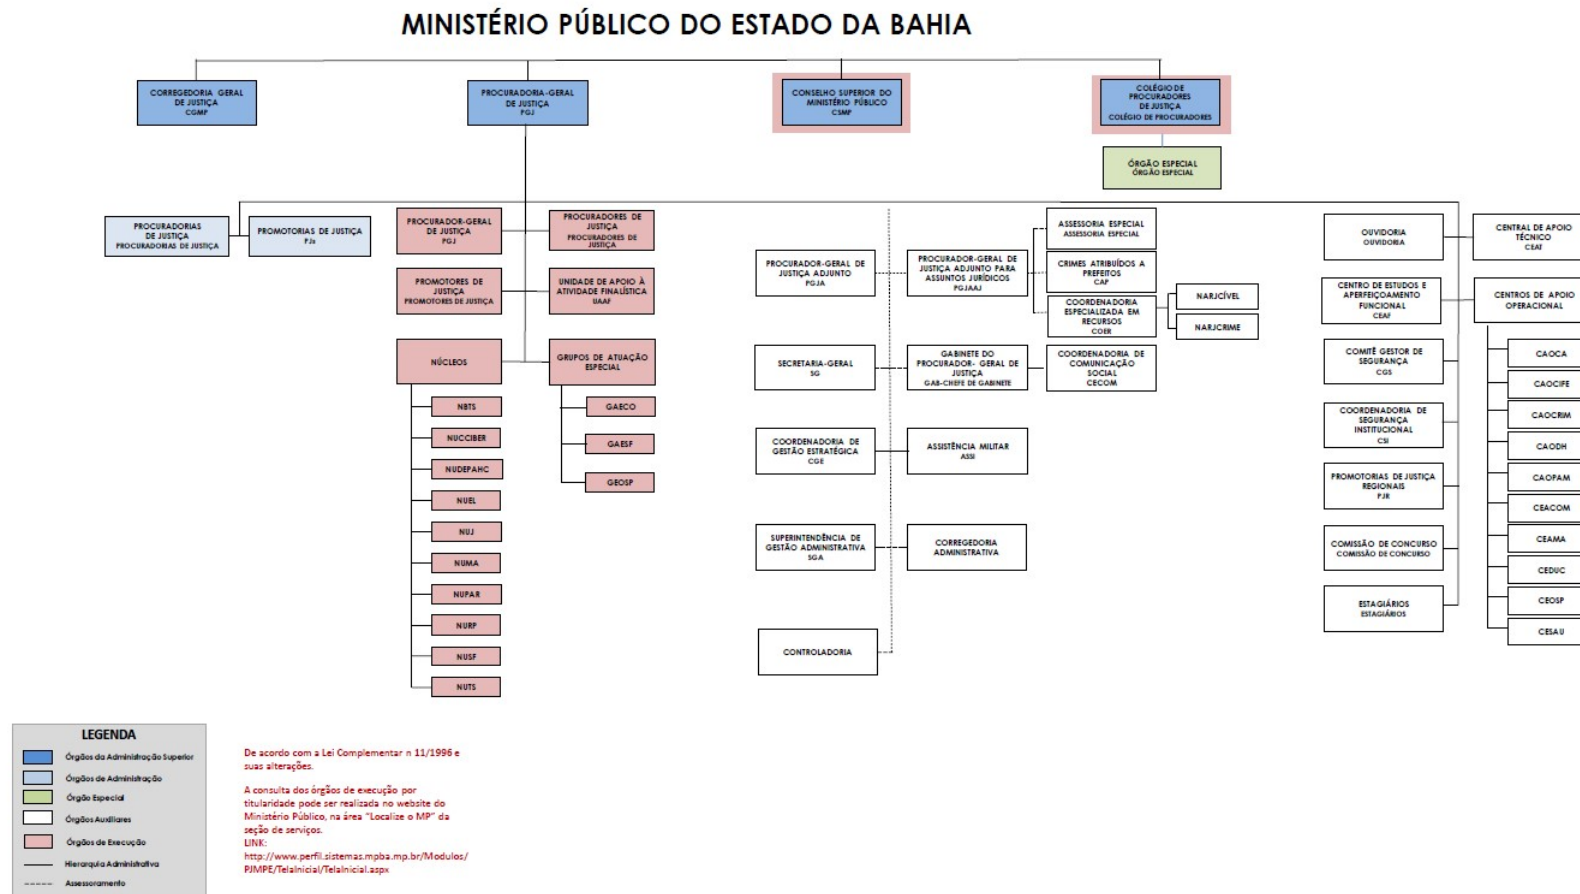 MINISTÉRIO PÚBLICO DO ESTADO DA BAHIA
CORREGEDORIA GERAL
DE JUSTIÇA
CGMP
PROCURADORIA-GERAL
DE JUSTIÇA
PGJ
CONSELHO SUPERIOR DO
MINISTÉRIO PÚBLICO
CSMP
COLÉGIO DE
PROCURADORES
DE JUSTIÇA
COLÉGIO DE PROCURADORES
ÓRGÃO ESPECIAL
ÓRGÃO ESPECIAL
PROCURADORIAS
DE JUSTIÇA
PROCURADORIAS DE JUSTIÇA
PROMOTORIAS DE JUSTIÇA
PJs
PROCURADOR-GERAL
DE JUSTIÇA
PGJ
PROCURADORES DE
JUSTIÇA
PROCURADORES DE
JUSTIÇA
PROMOTORES DE
JUSTIÇA
PROMOTORES DE JUSTIÇA
UNIDADE DE APOIO À
ATIVIDADE FINALÍSTICA
UAAF
NÚCLEOS
GRUPOS DE ATUAÇÃO
ESPECIAL
NBTS
NUCCIBER
NUDEPAHC
NUEL
NUJ
NUMA
NUPAR
NURP
NUSF
NUTS
GAECO
GAESF
GEOSP
PROCURADOR-GERAL DE
JUSTIÇA ADJUNTO
PGJA
PROCURADOR-GERAL DE
JUSTIÇA ADJUNTO PARA
ASSUNTOS JURÍDICOS
PGJAAJ
ASSESSORIA ESPECIAL
ASSESSORIA ESPECIAL
CRIMES ATRIBUÍDOS A
PREFEITOS
CAP
COORDENADORIA
ESPECIALIZADA EM
RECURSOS
COER
NARJCÍVEL
NARJCRIME
SECRETARIA-GERAL
SG
GABINETE DO
PROCURADOR- GERAL DE
JUSTIÇA
GAB-CHEFE DE GABINETE
COORDENADORIA DE
COMUNICAÇÃO
SOCIAL
CECOM
COORDENADORIA DE
GESTÃO ESTRATÉGICA
CGE
ASSISTÊNCIA MILITAR
ASSI
SUPERINTENDÊNCIA DE
GESTÃO ADMINISTRATIVA
SGA
CORREGEDORIA
ADMINISTRATIVA
CONTROLADORIA
OUVIDORIA
OUVIDORIA
CENTRAL DE APOIO
TÉCNICO
CEAT
CENTRO DE ESTUDOS E
APERFEIÇOAMENTO
FUNCIONAL
CEAF
CENTROS DE APOIO
OPERACIONAL
COMITÊ GESTOR DE
SEGURANÇA
CGS
COORDENADORIA DE
SEGURANÇA
INSTITUCIONAL
CSI
PROMOTORIAS DE JUSTIÇA
REGIONAIS
PJR
COMISSÃO DE CONCURSO
COMISSÃO DE CONCURSO
ESTAGIÁRIOS
ESTAGIÁRIOS
CAOCA
CAOCIFE
CAOCRIM
CAODH
CAOPAM
CEACOM
CEAMA
CEDUC
CEOSP
CESAU
LEGENDA
Órgãos da Administração Superior
Órgãos de Administração
Órgão Especial
Órgãos Auxiliares
Órgãos de Execução
Hierarquia Administrativa
Assessoramento
De acordo com a Lei Complementar n 11/1996 e
suas alterações.
A consulta dos órgãos de execução por
titularidade pode ser realizada no website do
Ministério Público, na área "Localize o MP" da
seção de serviços.
LINK:
http://www.perfil.sistemas.mpba.mp.br/Modulos/
PJMPE/TelaInicial/TelaInicial.aspx